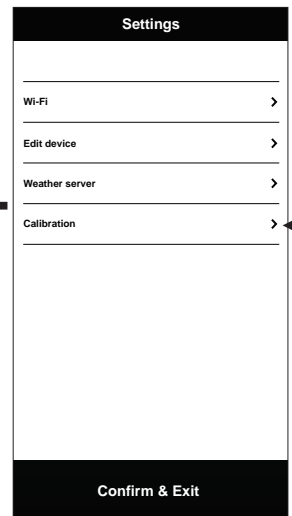 Settings
Wi-Fi
Edit device
Weather server
Calibration
Confirm & Exit